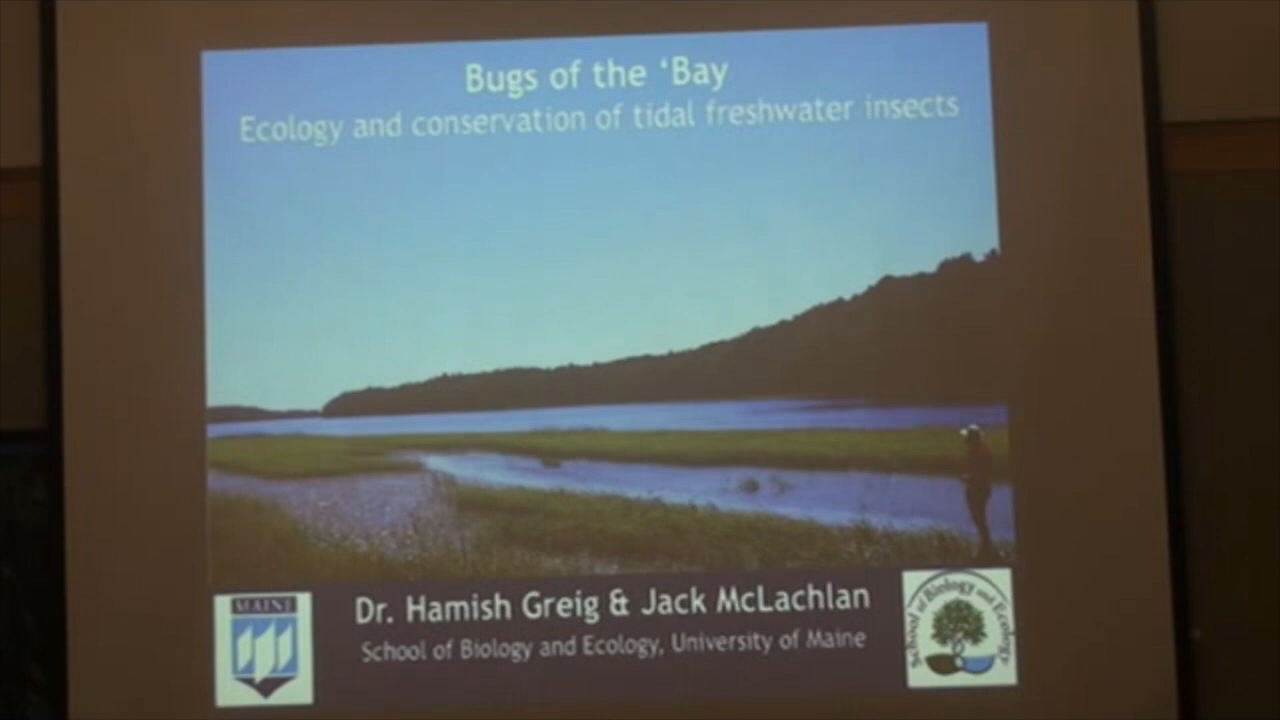 Bugs of the ‘Bay
Ecology and conservation of tidal freshwater insects
Dr. Hamish Greig & Jack McLachlan
School of Biology and Ecology, University of Maine
MAINE
School of Biology and Ecology